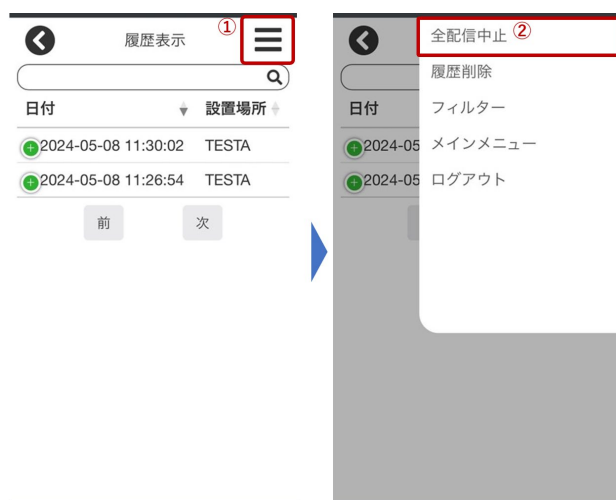 履歴表示
①
日付 設置場所
2024-05-08 11:30:02 TESTA
2024-05-08 11:26:54 TESTA
前 次
全配信中止 ②
履歴削除
フィルター
メインメニュー
ログアウト
日付
2024-05
2024-05